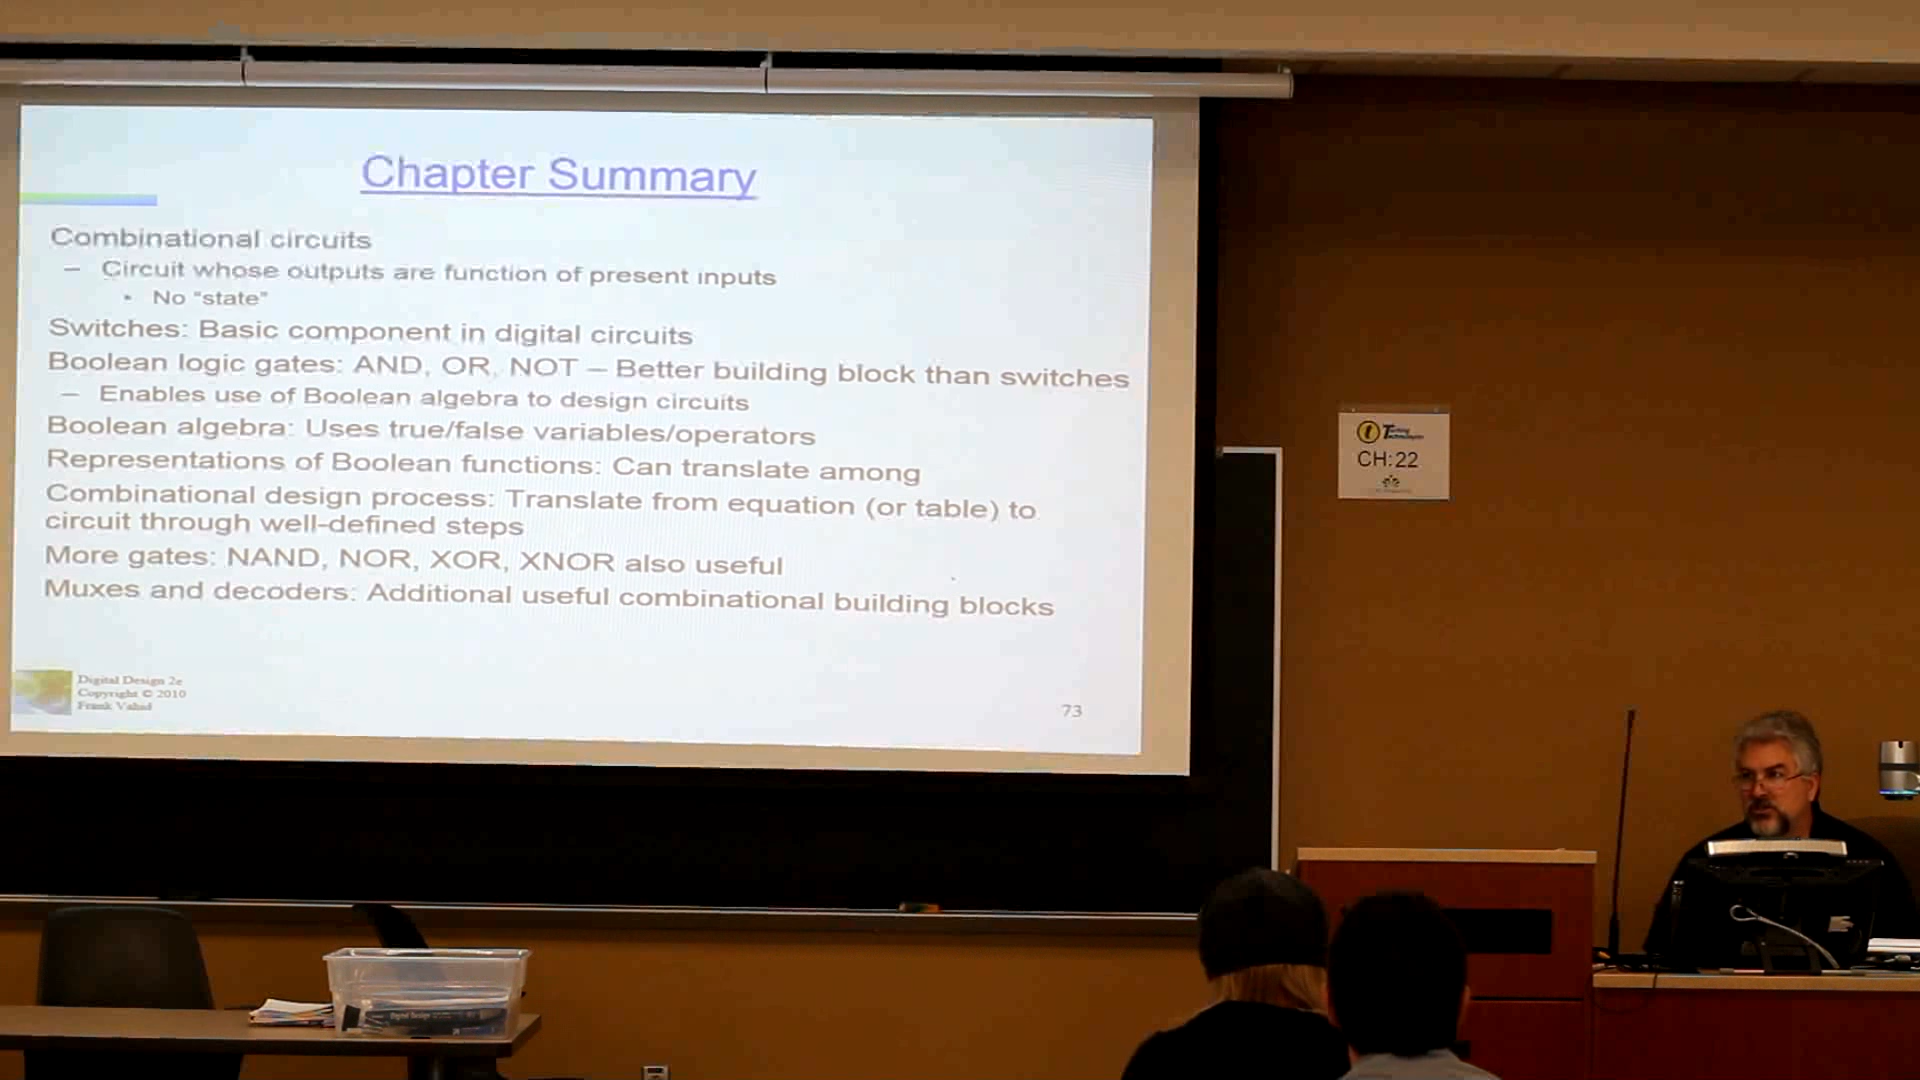 Chapter Summary
Combinational circuits
– Circuit whose outputs are function of present inputs
• No "state"
Switches: Basic component in digital circuits
Boolean logic gates: AND, OR, NOT – Better building block than switches
– Enables use of Boolean algebra to design circuits
Boolean algebra: Uses true/false variables/operators
Representations of Boolean functions: Can translate among
Combinational design process: Translate from equation (or table) to
circuit through well-defined steps
More gates: NAND, NOR, XOR, XNOR also useful
Muxes and decoders: Additional useful combinational building blocks
Digital Design 2e
Copyright © 2010
Frank Vahid
73
Turning
Technologies
CH:22
Digital Design